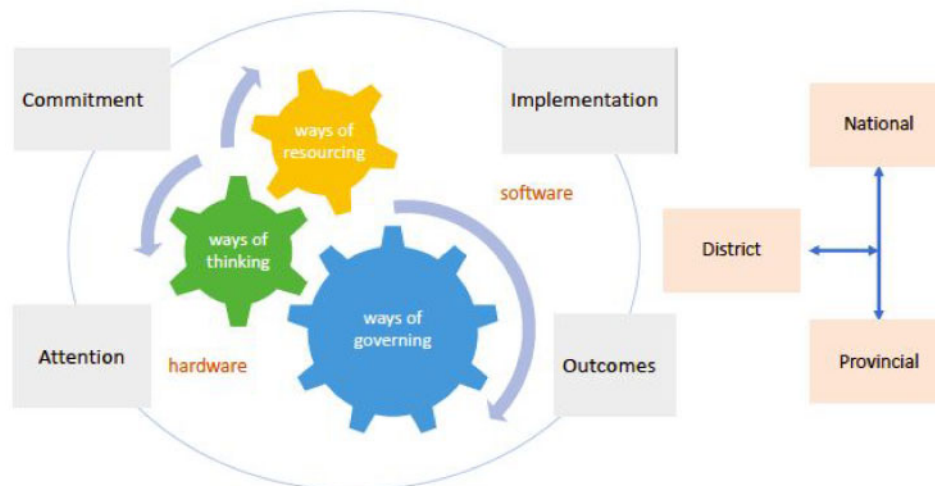 Commitment
Implementation
ways of
resourcing
National
software
ways of
thinking
District
ways of
governing
Attention
hardware
Outcomes
Provincial